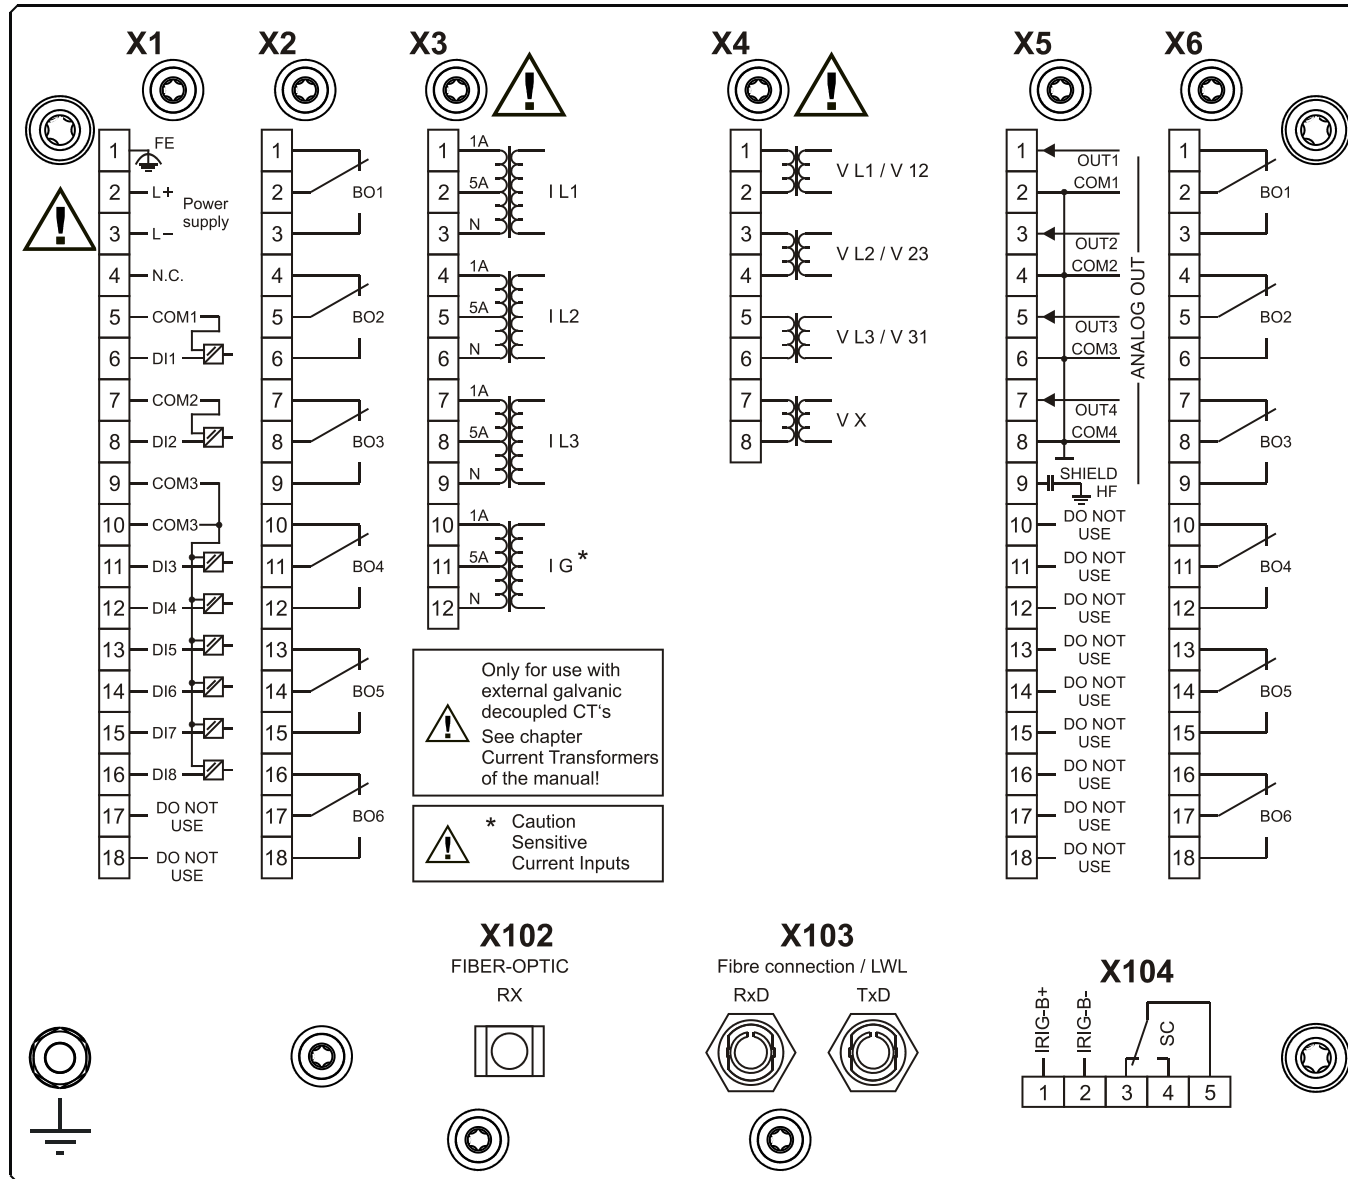 X1
1 FE
2 L+
Power
supply
3 L-
4 N.C.
5 COM1
6 DI1
7 COM2
8 DI2
9 COM3
10 COM3
11 DI3
12 DI4
13 DI5
14 DI6
15 DI7
16 DI8
17 DO NOT
USE
18 DO NOT
USE
X2
1
2 BO1
3
4
5 BO2
6
7
8 BO3
9
10
11 BO4
12
13
14 BO5
15
16
17 BO6
18
X3
1 1A
2 5A I L1
3 N
4 1A
5 5A I L2
6 N
7 1A
8 5A I L3
9 N
10 1A
11 5A I G *
12 N
Only for use with
external galvanic
decoupled CT‘s
See chapter
Current Transformers
of the manual!
* Caution
Sensitive
Current Inputs
X4
1
V L1 / V 12
2
3
V L2 / V 23
4
5
V L3 / V 31
6
7
V X
8
X5
1 OUT1
2 COM1
3 OUT2
4 COM2
5 OUT3
6 COM3
7 OUT4
8 COM4
ANALOG OUT
9 SHIELD
HF
10 DO NOT
USE
11 DO NOT
USE
12 DO NOT
USE
13 DO NOT
USE
14 DO NOT
USE
15 DO NOT
USE
16 DO NOT
USE
17 DO NOT
USE
18 DO NOT
USE
X6
1
2 BO1
3
4
5 BO2
6
7
8 BO3
9
10
11 BO4
12
13
14 BO5
15
16
17 BO6
18
X102
FIBER-OPTIC
RX
X103
Fibre connection / LWL
RxD TxD
X104
IRIG-B+
IRIG-B-
SC
1 2 3 4 5